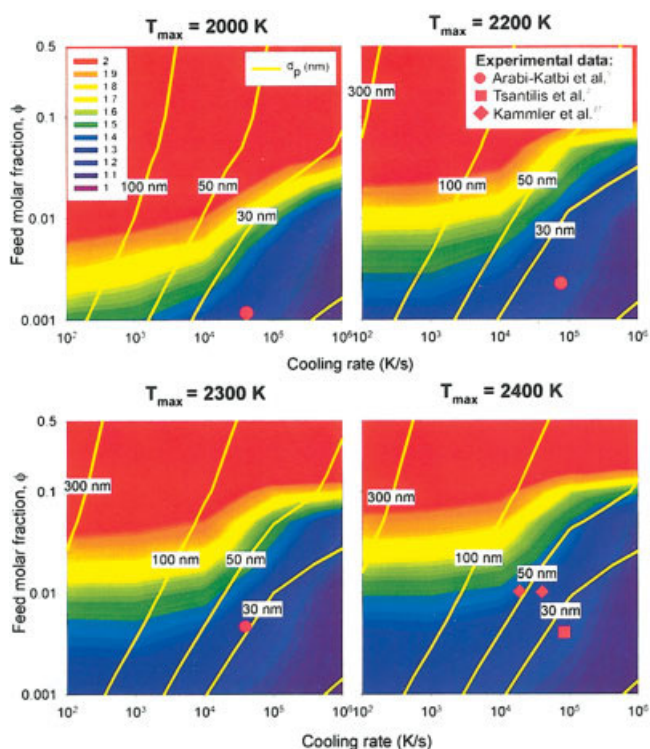 T max = 2000 K
T max = 2200 K
0.5
0.1
0.01
0.001
Feed molar fraction, ϕ
2
1 9
1 8
1 7
1 6
1 5
1 4
1 3
1 2
1 1
1
d p (nm)
100 nm
50 nm
30 nm
10² 10³ 10⁴ 10⁵ 10⁶
Experimental data:
Arabi-Katbi et al.
Tsantilis et al.
Kammler et al.
300 nm
100 nm
50 nm
30 nm
10² 10³ 10⁴ 10⁵ 10⁶
Cooling rate (K/s)
T max = 2300 K
T max = 2400 K
0.5
0.1
0.01
0.001
Feed molar fraction, ϕ
300 nm
100 nm
50 nm
30 nm
10² 10³ 10⁴ 10⁵ 10⁶
300 nm
100 nm
50 nm
30 nm
10² 10³ 10⁴ 10⁵ 10⁶
Cooling rate (K/s)